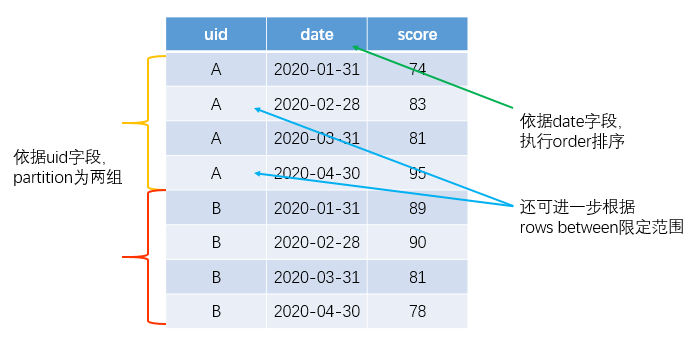 uid date score
A 2020-01-31 74
A 2020-02-28 83
A 2020-03-31 81
A 2020-04-30 95
B 2020-01-31 89
B 2020-02-28 90
B 2020-03-31 81
B 2020-04-30 78
依据uid字段，
partition为两组
依据date字段，
执行order排序
还可进一步根据
rows between限定范围